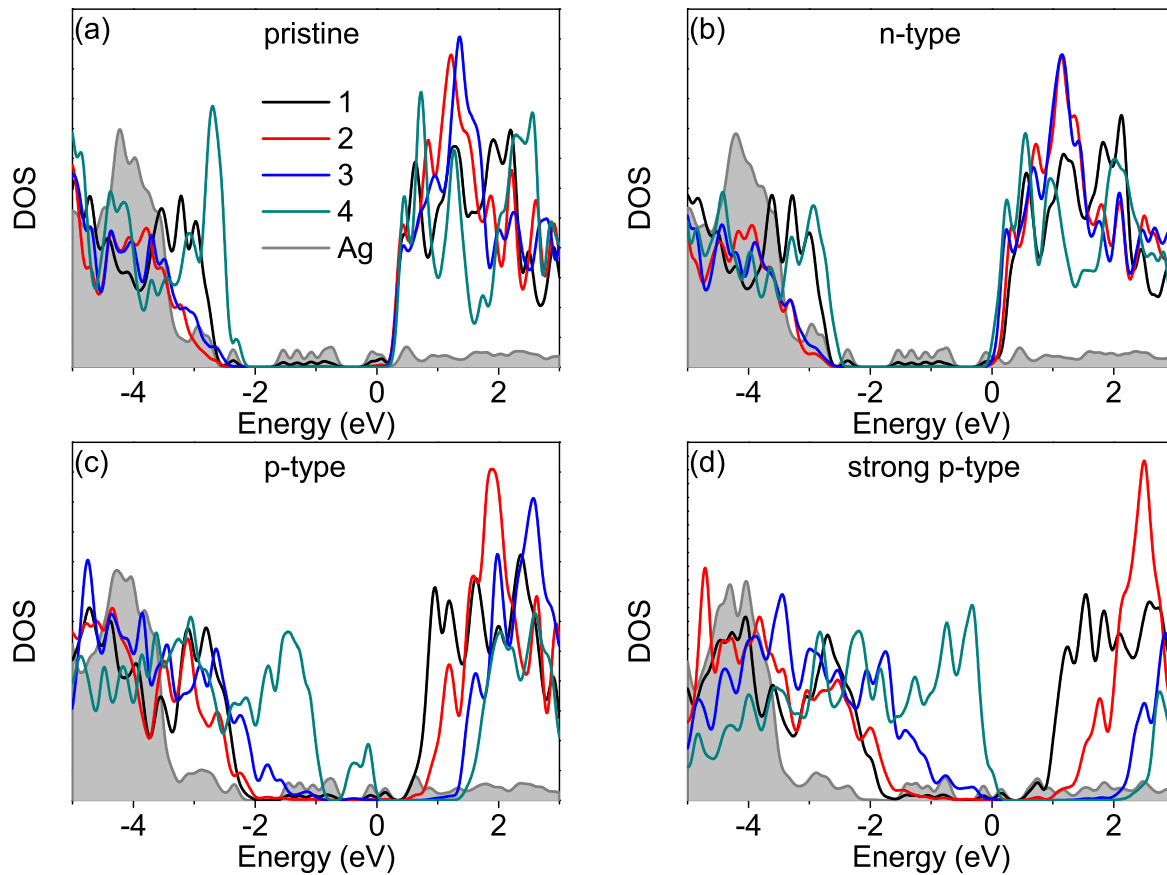 (a) pristine
1
2
3
4
Ag
DOS
-4 -2 0 2
Energy (eV)
(b) n-type
DOS
-4 -2 0 2
Energy (eV)
(c) p-type
DOS
-4 -2 0 2
Energy (eV)
(d) strong p-type
DOS
-4 -2 0 2
Energy (eV)